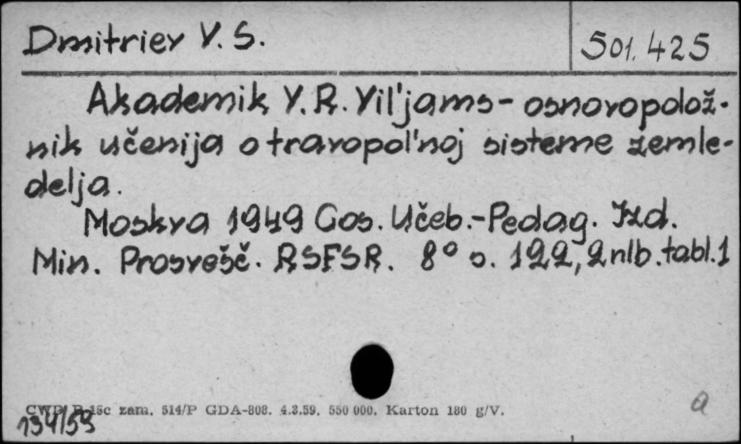 Dmitriev V. S.
501.425
Akademik V. R. Vil'jams - osnovopolož-
nik učenija o travopol'noj sisteme zemle-
delja.
Moskva 1949 Gos. Učeb.-Pedag. Izd.
Min. Prosvešč. RSFSR. 8° s. 122, 2 nlb. tabl. 1
zam. 514/P GDA-808. 4.3.59. 550 000. Karton 180 g/V.
134/53
a